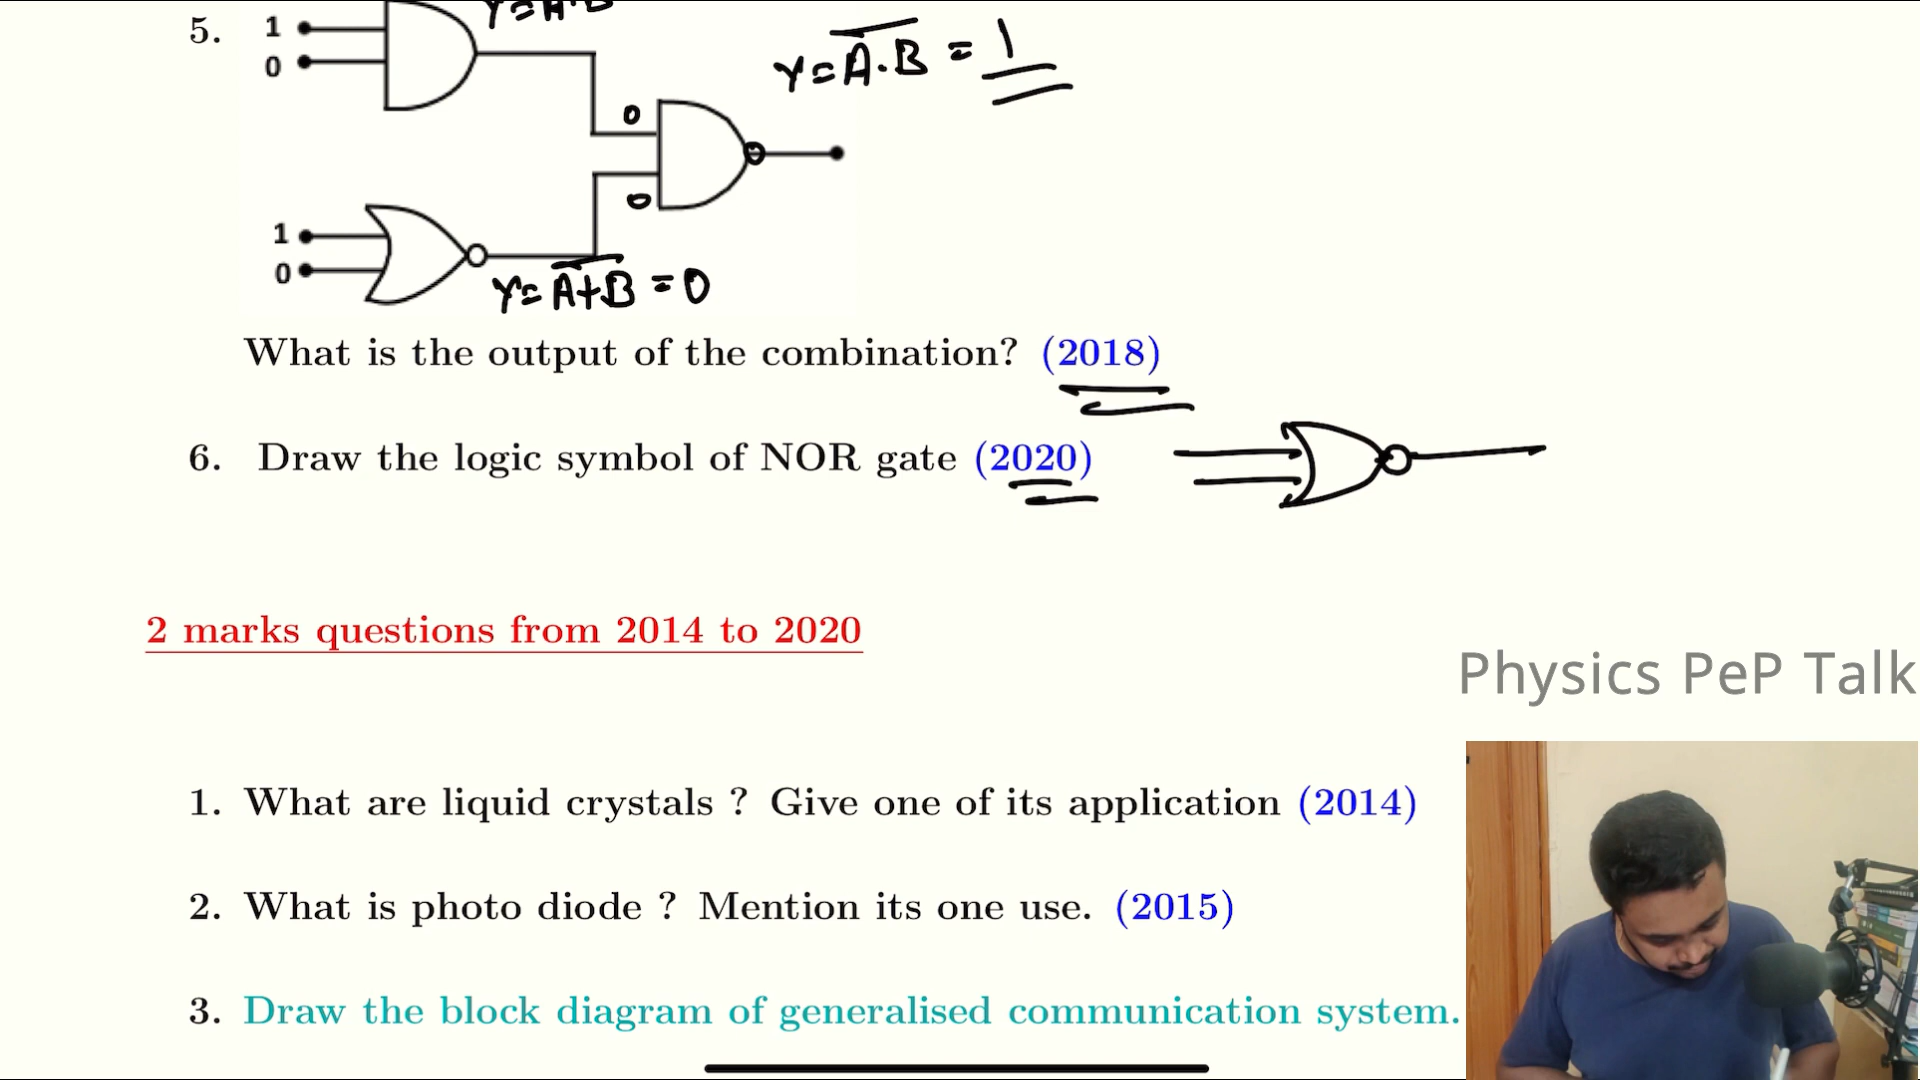 5.
1
0
Y=A.B
Y=A.B = 1
0
0
1
0
Y=A+B = 0
What is the output of the combination? (2018)
6. Draw the logic symbol of NOR gate (2020)
2 marks questions from 2014 to 2020
Physics PeP Talk
1. What are liquid crystals ? Give one of its application (2014)
2. What is photo diode ? Mention its one use. (2015)
3. Draw the block diagram of generalised communication system.